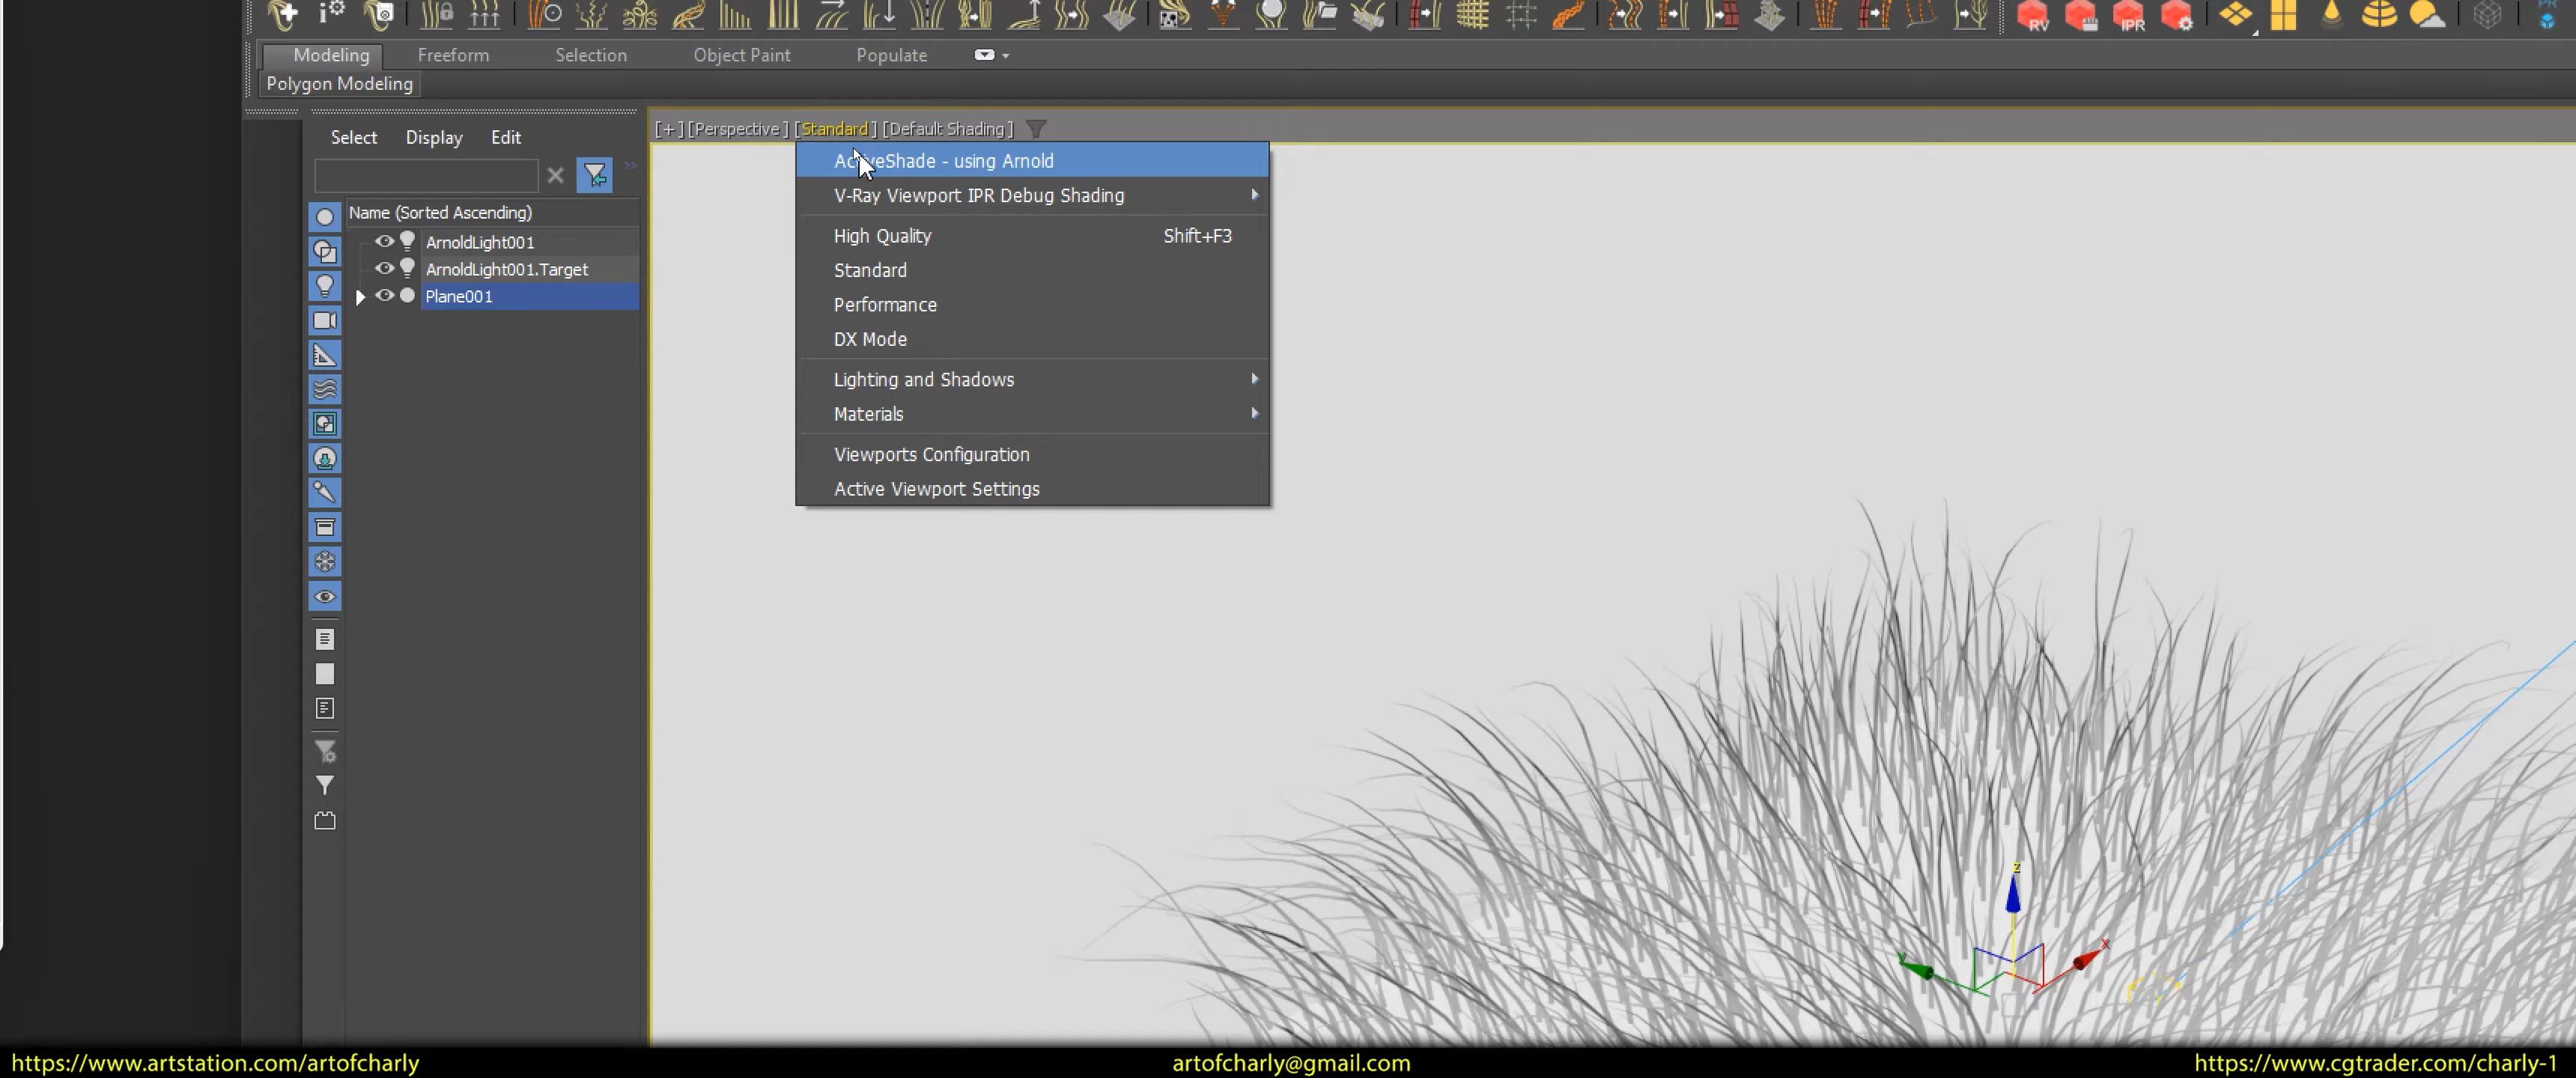 RV IPR PR
Modeling Freeform Selection Object Paint Populate
Polygon Modeling
Select Display Edit
[+] [Perspective] [Standard] [Default Shading]
Name (Sorted Ascending)
ArnoldLight001
ArnoldLight001.Target
Plane001
ActiveShade - using Arnold
V-Ray Viewport IPR Debug Shading
High Quality Shift+F3
Standard
Performance
DX Mode
Lighting and Shadows
Materials
Viewports Configuration
Active Viewport Settings
z
x
y
https://www.artstation.com/artofcharly artofcharly@gmail.com https://www.cgtrader.com/charly-1